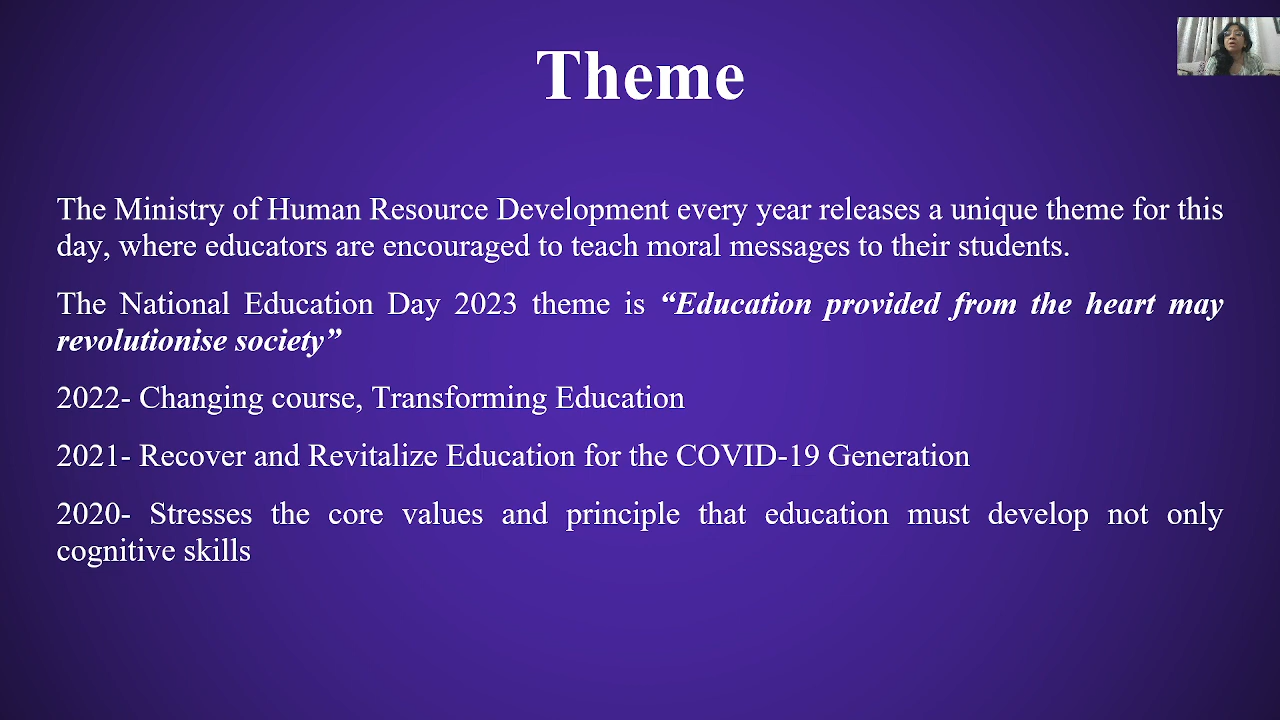 Theme
The Ministry of Human Resource Development every year releases a unique theme for this
day, where educators are encouraged to teach moral messages to their students.
The National Education Day 2023 theme is “Education provided from the heart may
revolutionise society”
2022- Changing course, Transforming Education
2021- Recover and Revitalize Education for the COVID-19 Generation
2020- Stresses the core values and principle that education must develop not only
cognitive skills